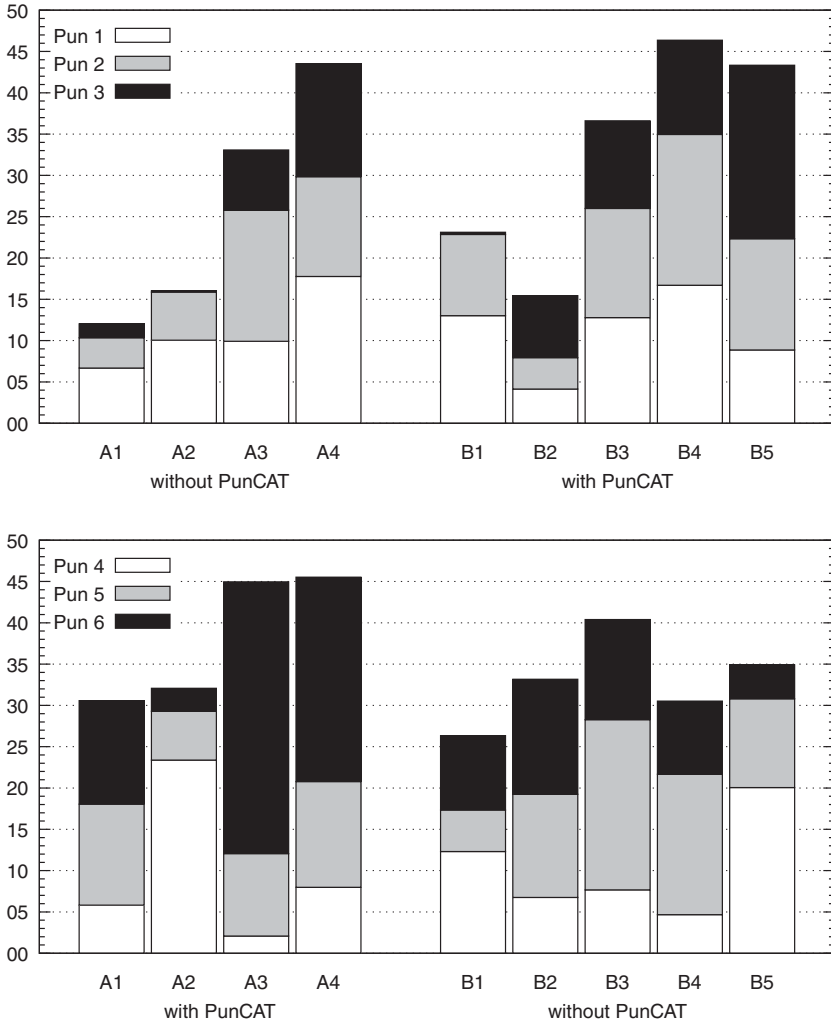 50
45
40
35
30
25
20
15
10
05
00
Pun 1
Pun 2
Pun 3
A1 A2 A3 A4 B1 B2 B3 B4 B5
without PunCAT with PunCAT
50
45
40
35
30
25
20
15
10
05
00
Pun 4
Pun 5
Pun 6
A1 A2 A3 A4 B1 B2 B3 B4 B5
with PunCAT without PunCAT